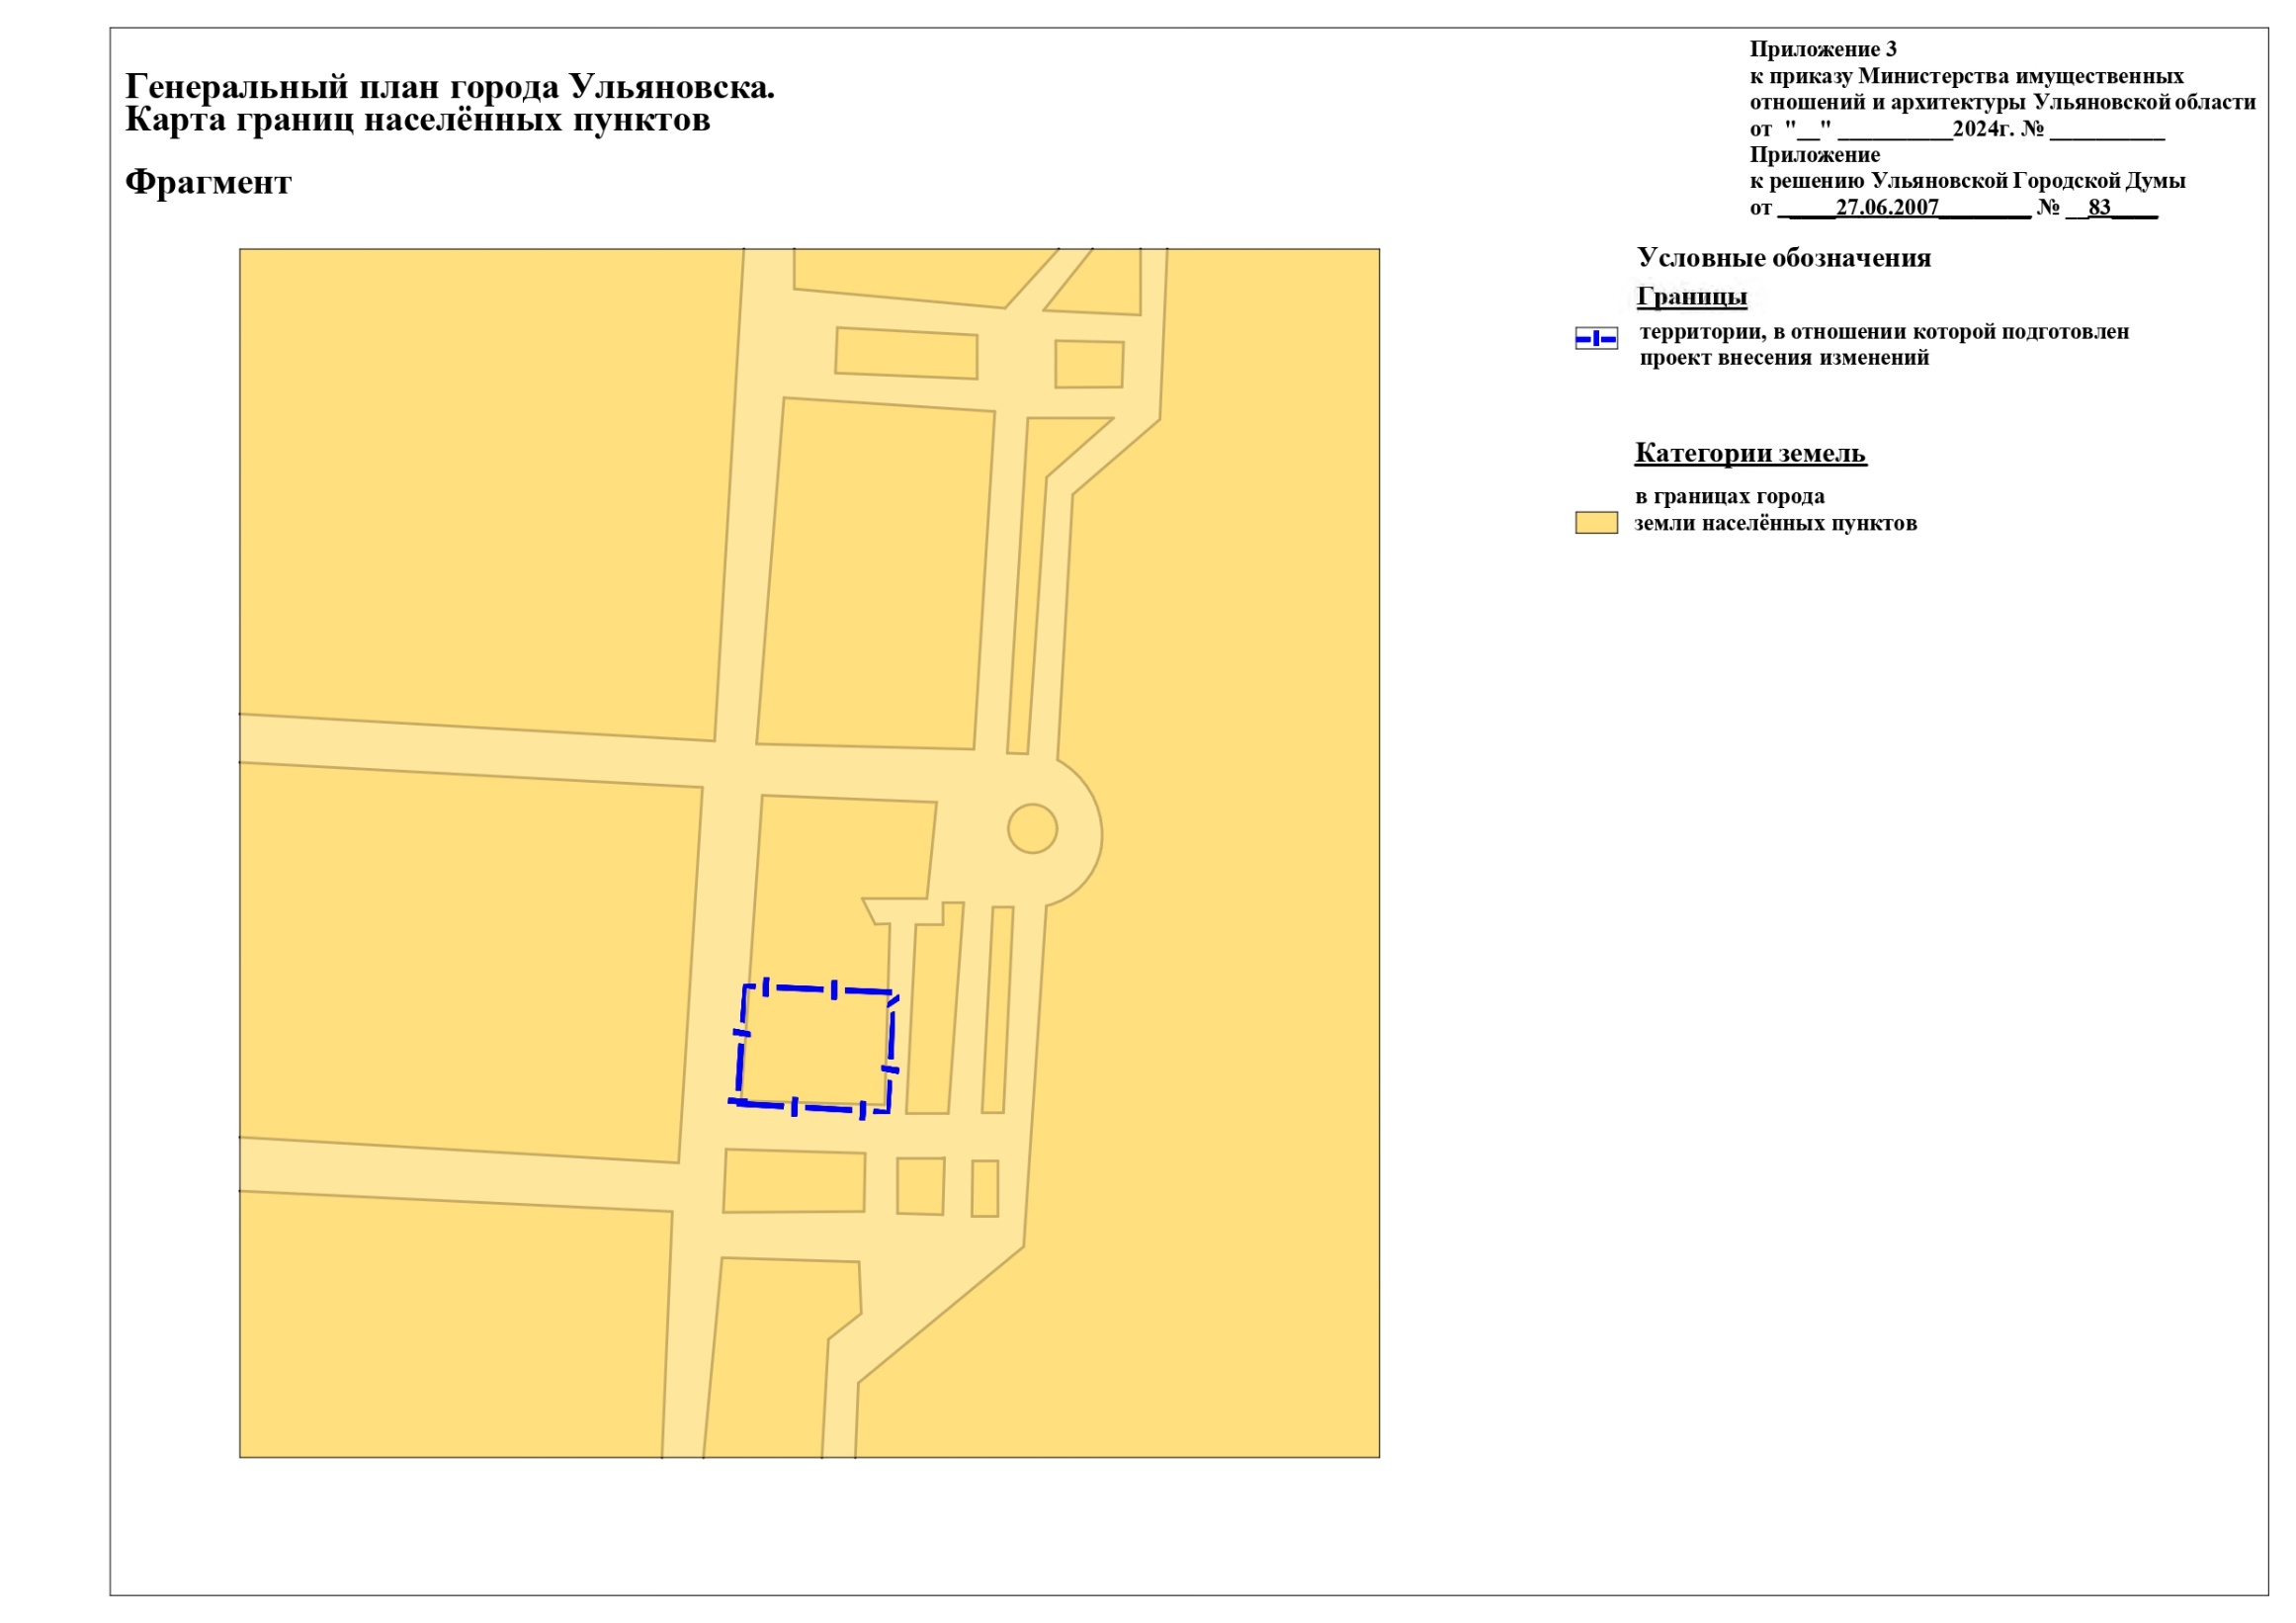 Генеральный план города Ульяновска.
Карта границ населённых пунктов
Фрагмент
Приложение 3
к приказу Министерства имущественных
отношений и архитектуры Ульяновской области
от "__" __________2024г. № __________
Приложение
к решению Ульяновской Городской Думы
от _____27.06.2007________ № __83____
Условные обозначения
Границы
территории, в отношении которой подготовлен
проект внесения изменений
Категории земель
в границах города
земли населённых пунктов